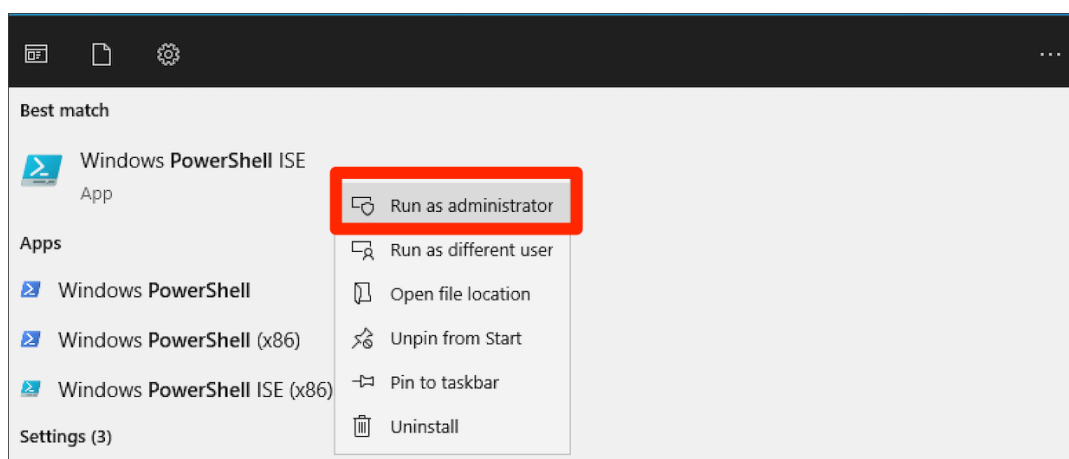 Best match
Windows PowerShell ISE
App
Run as administrator
Apps
Run as different user
Windows PowerShell
Open file location
Windows PowerShell (x86)
Unpin from Start
Windows PowerShell ISE (x86)
Pin to taskbar
Settings (3)
Uninstall